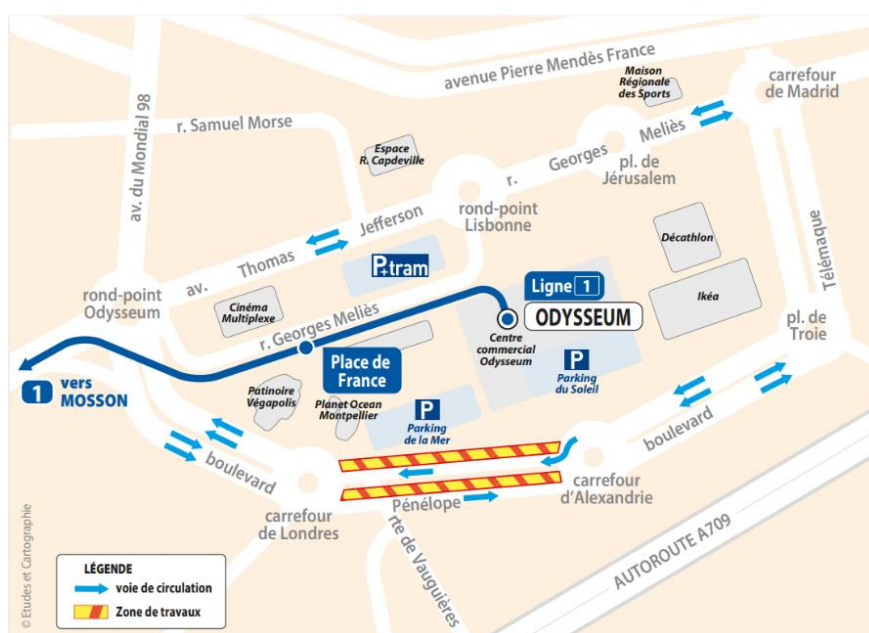 avenue Pierre Mendès France
Maison
Régionale
des Sports
carrefour
de Madrid
av. du Mondial 98
r. Samuel Morse
Espace
R. Capdeville
r. Georges Meliès
pl. de
Jérusalem
rond-point
Lisbonne
av. Thomas Jefferson
P+tram
Décathlon
Ikéa
Télémaque
rond-point
Odysseum
Cinéma
Multiplexe
r. Georges Meliès
Ligne 1
ODYSSEUM
Centre
commercial
Odysseum
pl. de
Troie
1 vers
MOSSON
Place de
France
P
Parking
du Soleil
Patinoire
Végapolis
Planet Ocean
Montpellier
P
Parking
de la Mer
boulevard
boulevard
Pénélope
carrefour
de Londres
carrefour
d'Alexandrie
rte de Vauguières
AUTOROUTE A709
LÉGENDE
voie de circulation
Zone de travaux
© Etudes et Cartographie